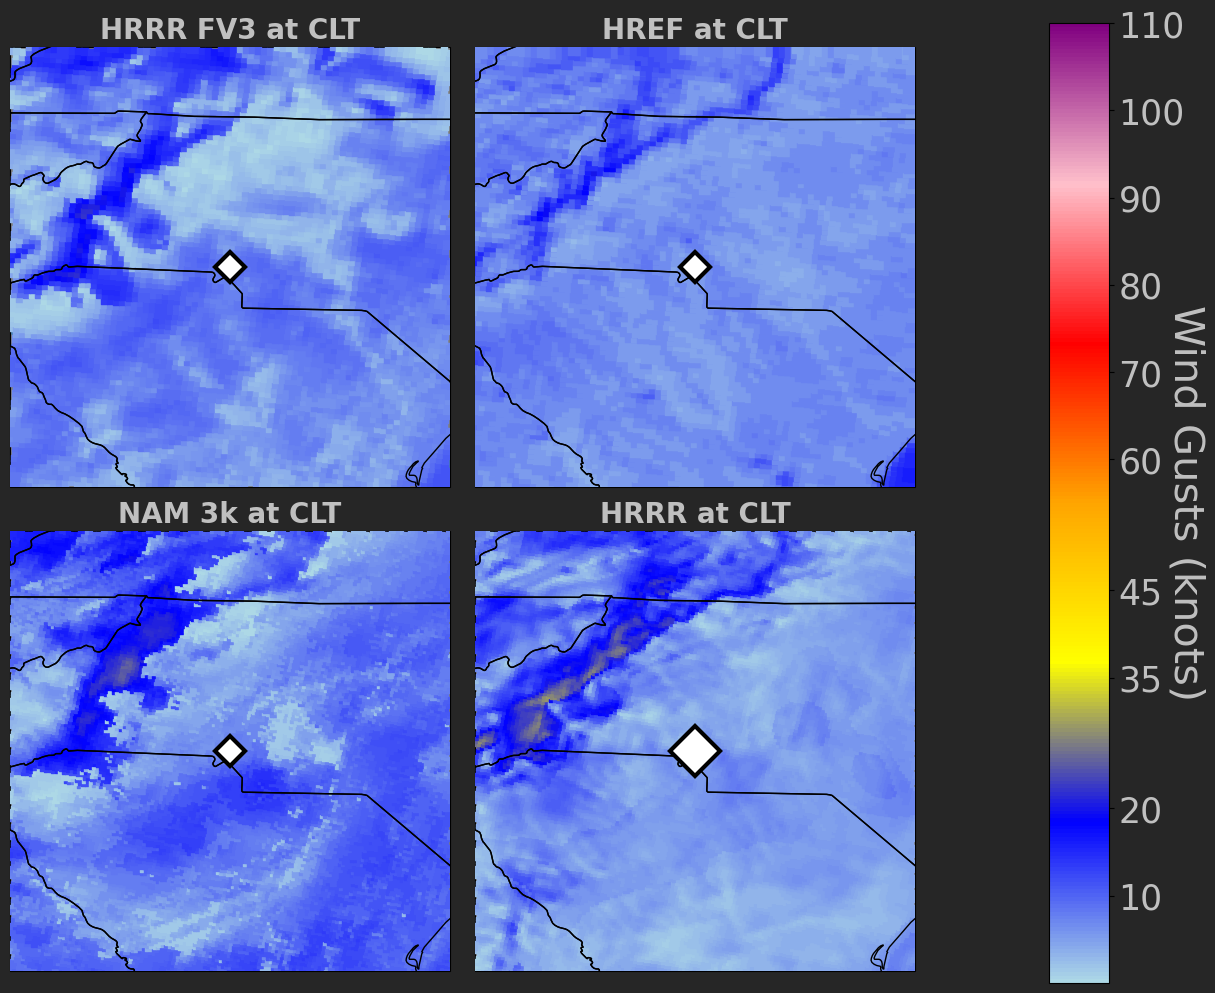 HRRR FV3 at CLT
HREF at CLT
NAM 3k at CLT
HRRR at CLT
110
100
90
80
70
60
45
35
20
10
Wind Gusts (knots)